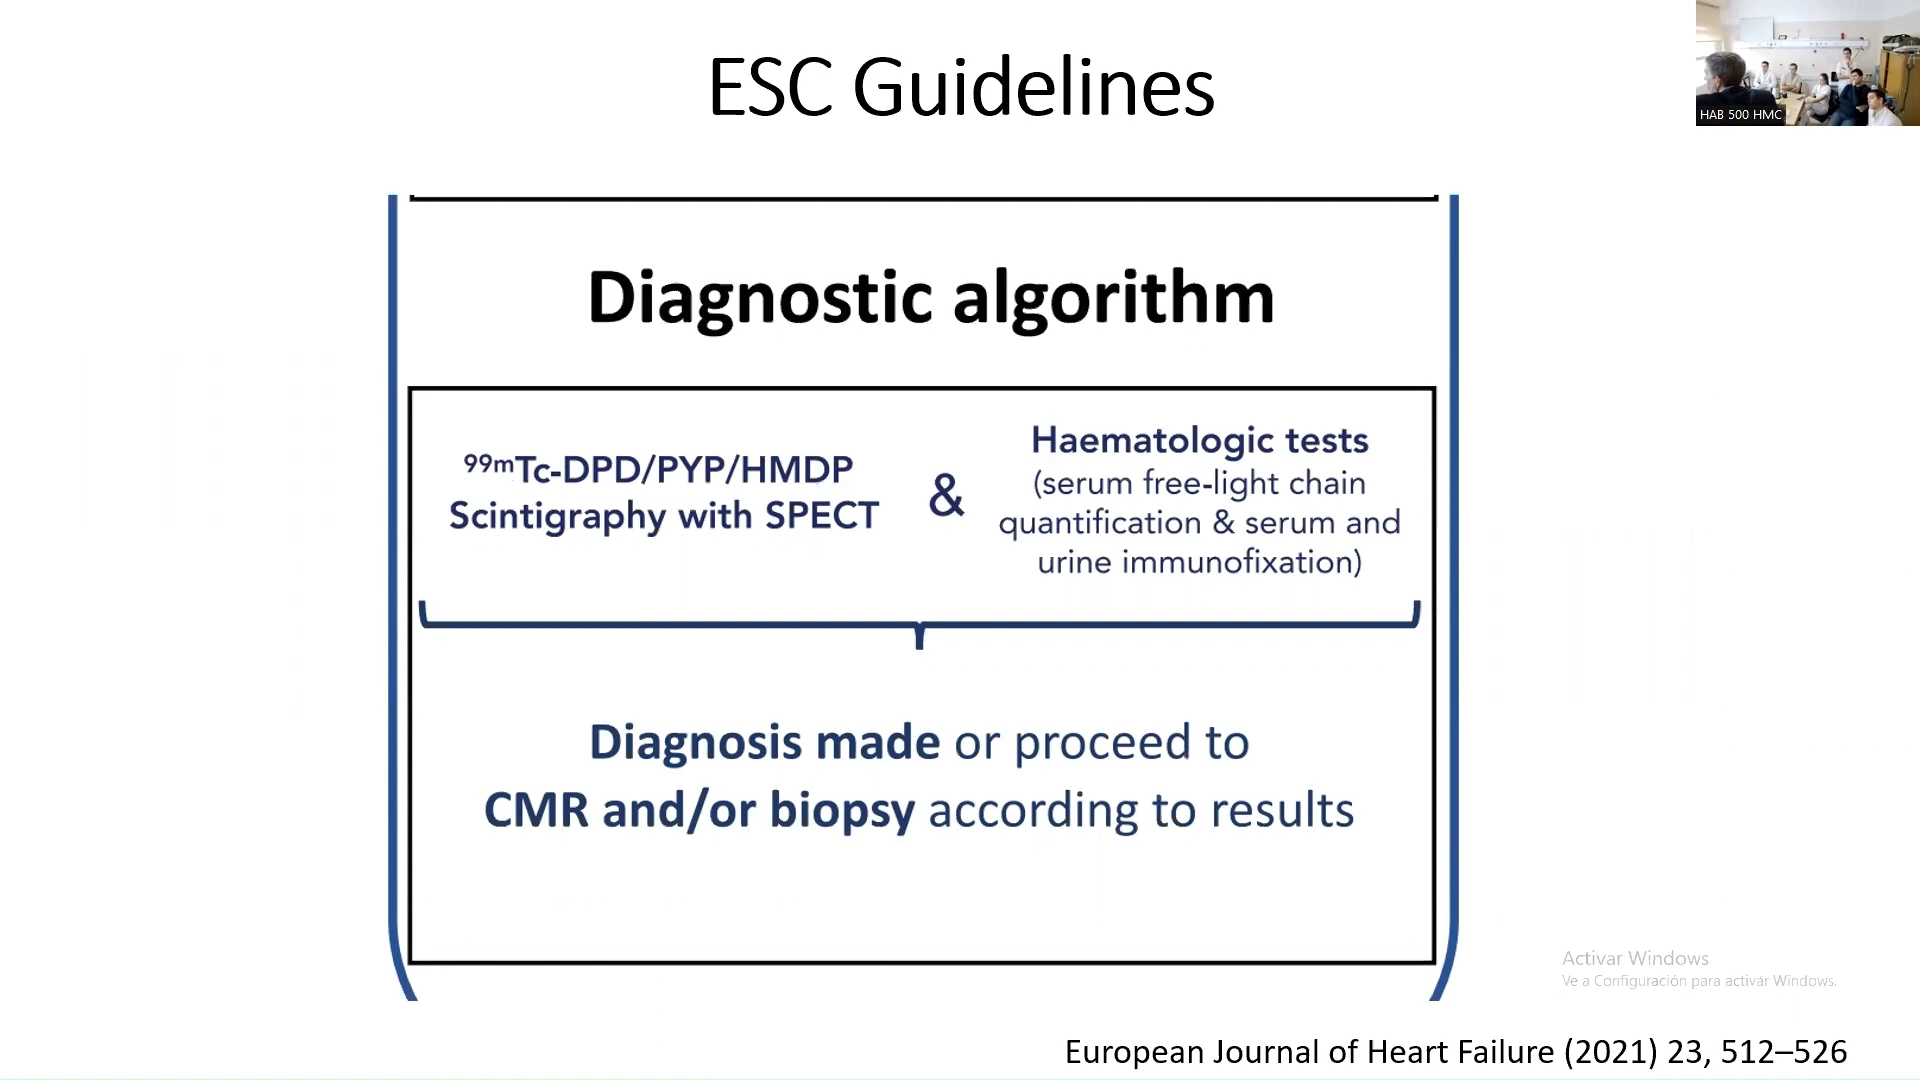 ESC Guidelines
HAB 500 HMC
Diagnostic algorithm
99mTc-DPD/PYP/HMDP
Scintigraphy with SPECT
&
Haematologic tests
(serum free-light chain
quantification & serum and
urine immunofixation)
Diagnosis made or proceed to
CMR and/or biopsy according to results
Activar Windows
Ve a Configuración para activar Windows.
European Journal of Heart Failure (2021) 23, 512–526